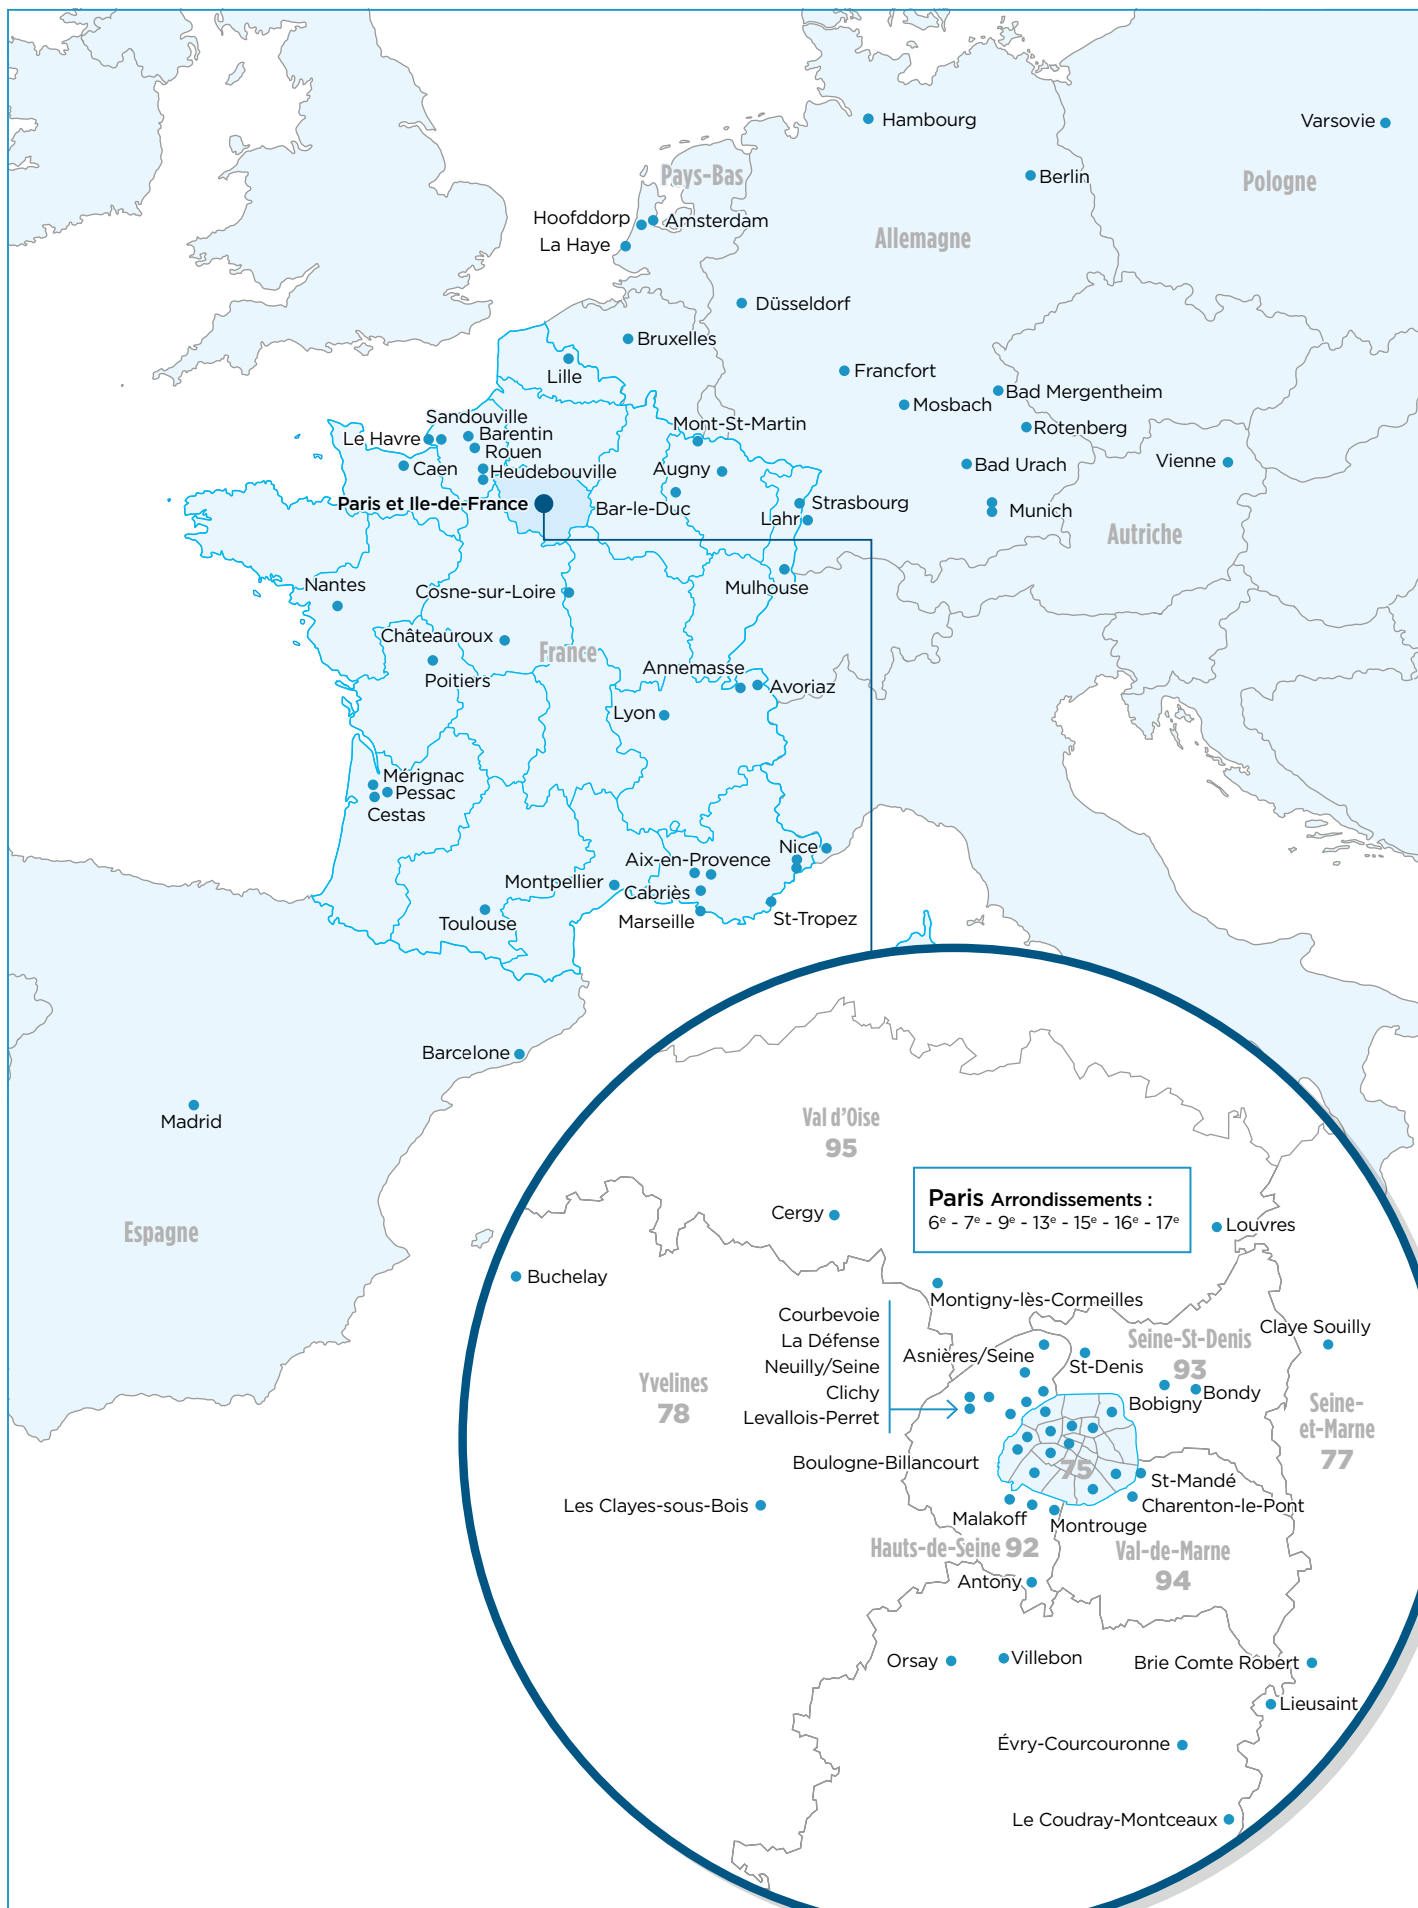 Hambourg
Varsovie
Pays-Bas
Berlin
Pologne
Hoofddorp
Amsterdam
La Haye
Allemagne
Düsseldorf
Bruxelles
Lille
Francfort
Bad Mergentheim
Mosbach
Sandouville
Mont-St-Martin
Rotenberg
Le Havre
Barentin
Rouen
Caen
Heudebouville
Augny
Bad Urach
Vienne
Paris et Ile-de-France
Bar-le-Duc
Strasbourg
Lahr
Munich
Autriche
Nantes
Cosne-sur-Loire
Mulhouse
Châteauroux
France
Annemasse
Poitiers
Avoriaz
Lyon
Mérignac
Pessac
Cestas
Nice
Aix-en-Provence
Montpellier
Cabriès
Toulouse
Marseille
St-Tropez
Barcelone
Madrid
Espagne
Val d'Oise
95
Paris Arrondissements :
6e - 7e - 9e - 13e - 15e - 16e - 17e
Cergy
Louvres
Buchelay
Montigny-lès-Cormeilles
Courbevoie
La Défense
Neuilly/Seine
Clichy
Levallois-Perret
Asnières/Seine
St-Denis
Seine-St-Denis
93
Claye Souilly
Yvelines
78
Bobigny
Bondy
Seine-
et-Marne
77
Boulogne-Billancourt
75
St-Mandé
Les Clayes-sous-Bois
Charenton-le-Pont
Malakoff
Montrouge
Hauts-de-Seine 92
Val-de-Marne
94
Antony
Orsay
Villebon
Brie Comte Robert
Lieusaint
Évry-Courcouronne
Le Coudray-Montceaux